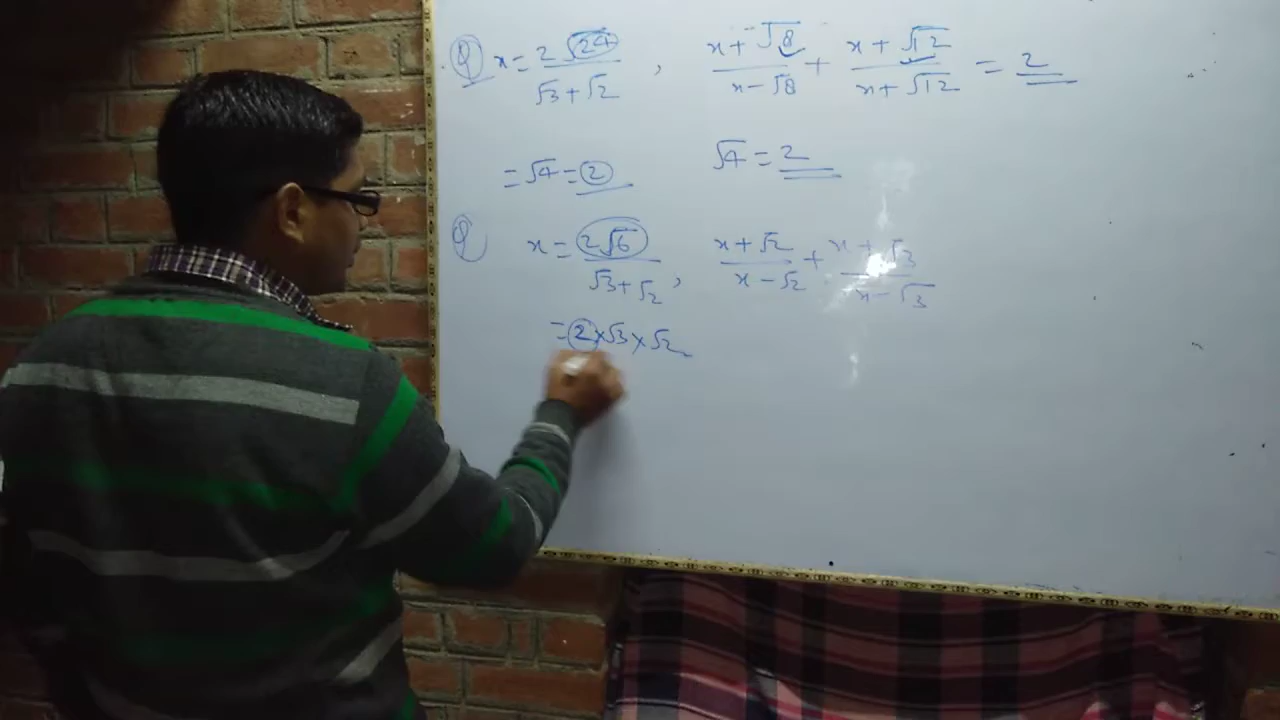 Q x = 2√24 / √3 + √2 , x + √8 / x - √8 + x + √12 / x + √12 = 2
= √4 = 2 √4 = 2
Q x = 2√6 / √3 + √2 , x + √2 / x - √2 + x + √3 / x - √3
= 2 × √3 × √2